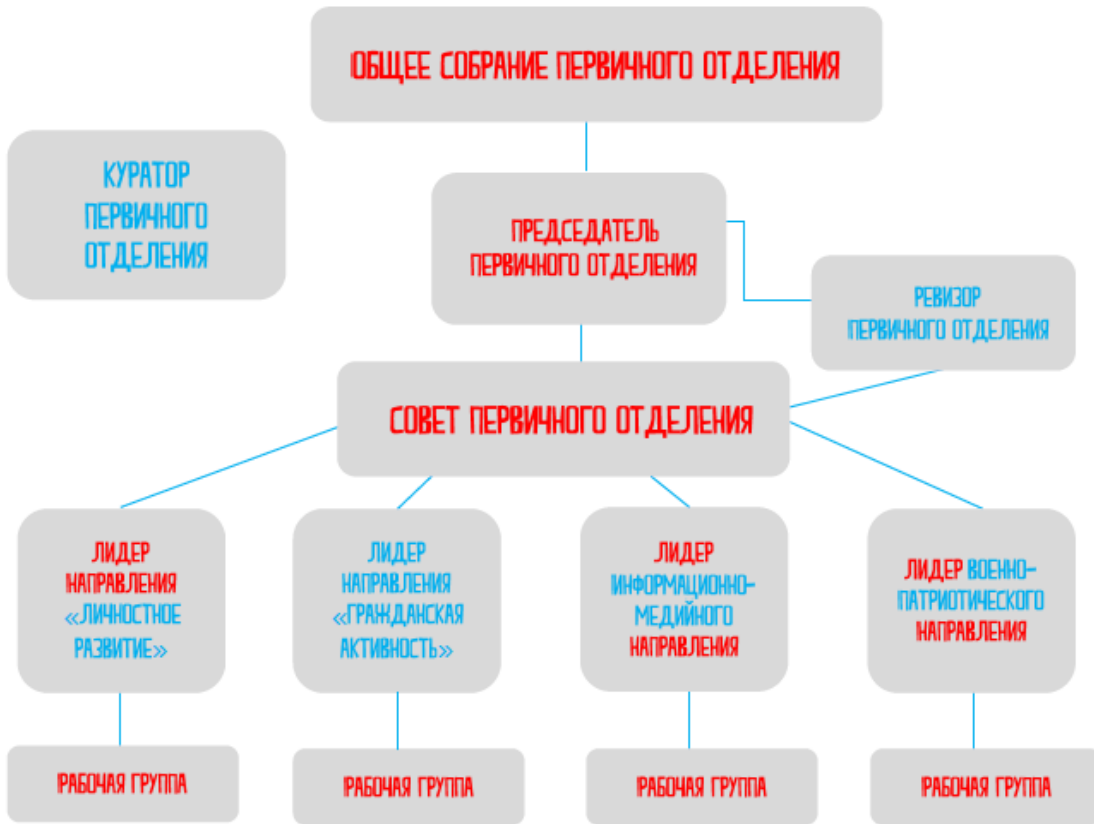 ОБЩЕЕ СОБРАНИЕ ПЕРВИЧНОГО ОТДЕЛЕНИЯ
КУРАТОР
ПЕРВИЧНОГО
ОТДЕЛЕНИЯ
ПРЕДСЕДАТЕЛЬ
ПЕРВИЧНОГО ОТДЕЛЕНИЯ
РЕВИЗОР
ПЕРВИЧНОГО ОТДЕЛЕНИЯ
СОВЕТ ПЕРВИЧНОГО ОТДЕЛЕНИЯ
ЛИДЕР
НАПРАВЛЕНИЯ
«ЛИЧНОСТНОЕ
РАЗВИТИЕ»
ЛИДЕР
НАПРАВЛЕНИЯ
«ГРАЖДАНСКАЯ
АКТИВНОСТЬ»
ЛИДЕР
ИНФОРМАЦИОННО-
МЕДИЙНОГО
НАПРАВЛЕНИЯ
ЛИДЕР ВОЕННО-
ПАТРИОТИЧЕСКОГО
НАПРАВЛЕНИЯ
РАБОЧАЯ ГРУППА
РАБОЧАЯ ГРУППА
РАБОЧАЯ ГРУППА
РАБОЧАЯ ГРУППА